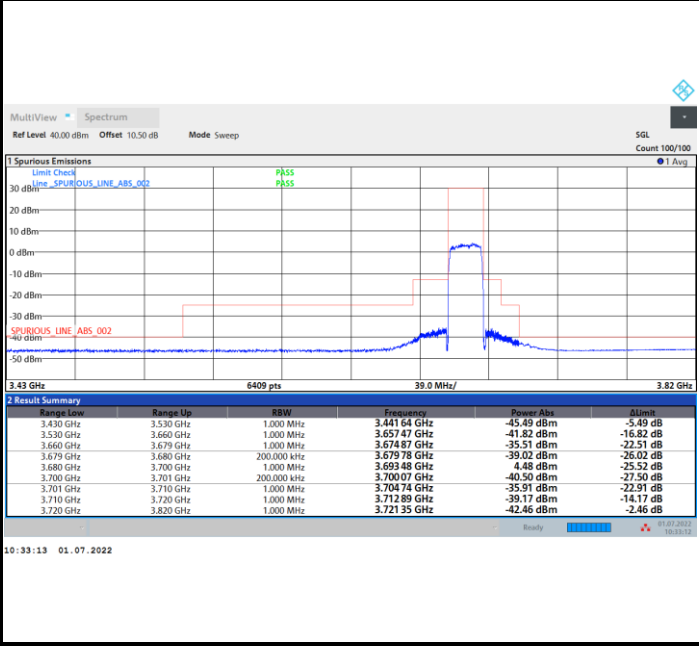 MultiView Spectrum
Ref Level 40.00 dBm Offset 10.50 dB Mode Sweep SGL
Count 100/100
1 Spurious Emissions 1 Avg
Limit Check PASS
Line _SPURIOUS_LINE_ABS_002 PASS
30 dBm
20 dBm
10 dBm
0 dBm
-10 dBm
-20 dBm
-30 dBm
_SPURIOUS_LINE_ABS_002
-40 dBm
-50 dBm
3.43 GHz 6409 pts 39.0 MHz/ 3.82 GHz
2 Result Summary
Range Low Range Up RBW Frequency Power Abs ΔLimit
3.430 GHz 3.530 GHz 1.000 MHz 3.441 64 GHz -45.49 dBm -5.49 dB
3.530 GHz 3.660 GHz 1.000 MHz 3.657 47 GHz -41.82 dBm -16.82 dB
3.660 GHz 3.679 GHz 1.000 MHz 3.674 87 GHz -35.51 dBm -22.51 dB
3.679 GHz 3.680 GHz 200.000 kHz 3.679 78 GHz -39.02 dBm -26.02 dB
3.680 GHz 3.700 GHz 1.000 MHz 3.693 48 GHz 4.48 dBm -25.52 dB
3.700 GHz 3.701 GHz 200.000 kHz 3.700 07 GHz -40.50 dBm -27.50 dB
3.701 GHz 3.710 GHz 1.000 MHz 3.704 74 GHz -35.91 dBm -22.91 dB
3.710 GHz 3.720 GHz 1.000 MHz 3.712 89 GHz -39.17 dBm -14.17 dB
3.720 GHz 3.820 GHz 1.000 MHz 3.721 35 GHz -42.46 dBm -2.46 dB
Ready 01.07.2022
10:33:12
10:33:13 01.07.2022